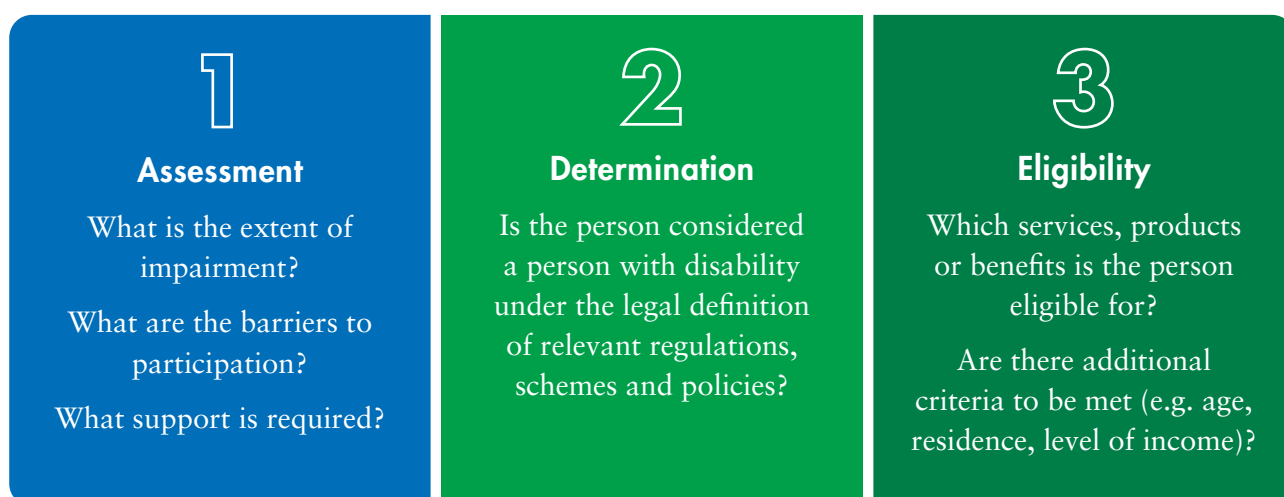 1
Assessment
What is the extent of
impairment?
What are the barriers to
participation?
What support is required?
2
Determination
Is the person considered
a person with disability
under the legal definition
of relevant regulations,
schemes and policies?
3
Eligibility
Which services, products
or benefits is the person
eligible for?
Are there additional
criteria to be met (e.g. age,
residence, level of income)?